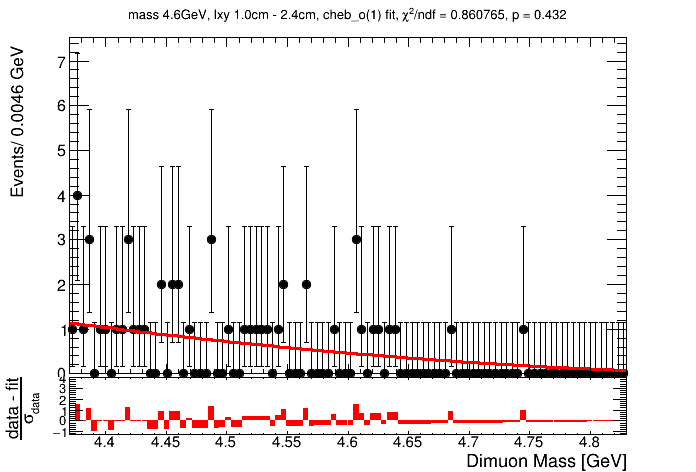 mass 4.6GeV, lxy 1.0cm - 2.4cm, cheb_o(1) fit, χ²/ndf = 0.860765, p = 0.432
Events/ 0.0046 GeV
7
6
5
4
3
2
1
0
data - fit
σdata
4
3
2
1
0
−1
4.4 4.45 4.5 4.55 4.6 4.65 4.7 4.75 4.8
Dimuon Mass [GeV]